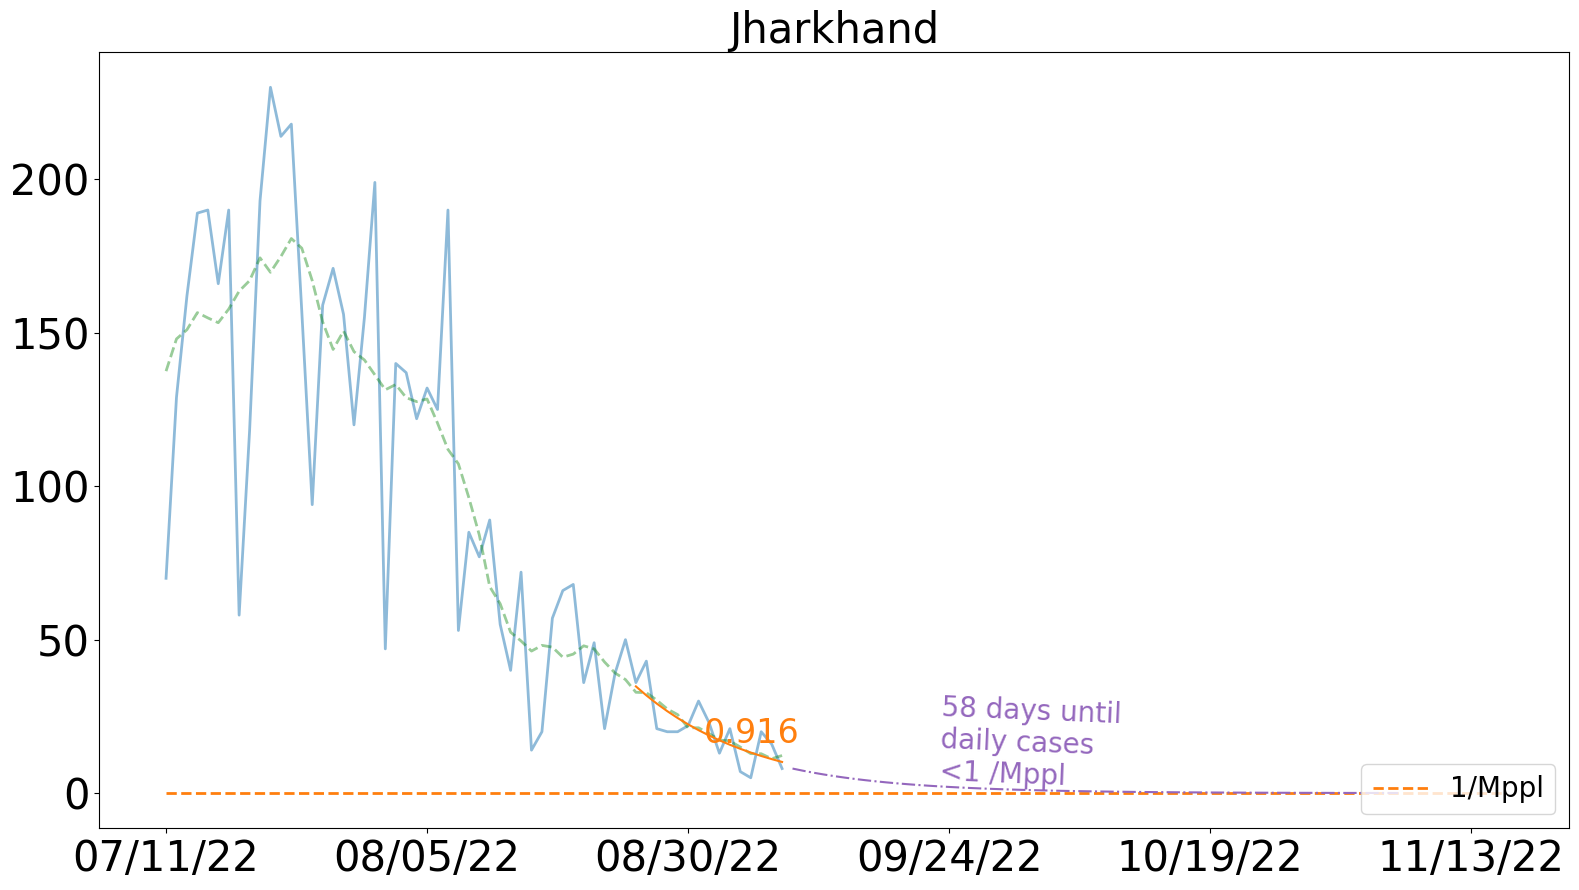 Jharkhand
200
150
100
50
0
0.916
58 days until
daily cases
<1 /Mppl
1/Mppl
07/11/22 08/05/22 08/30/22 09/24/22 10/19/22 11/13/22